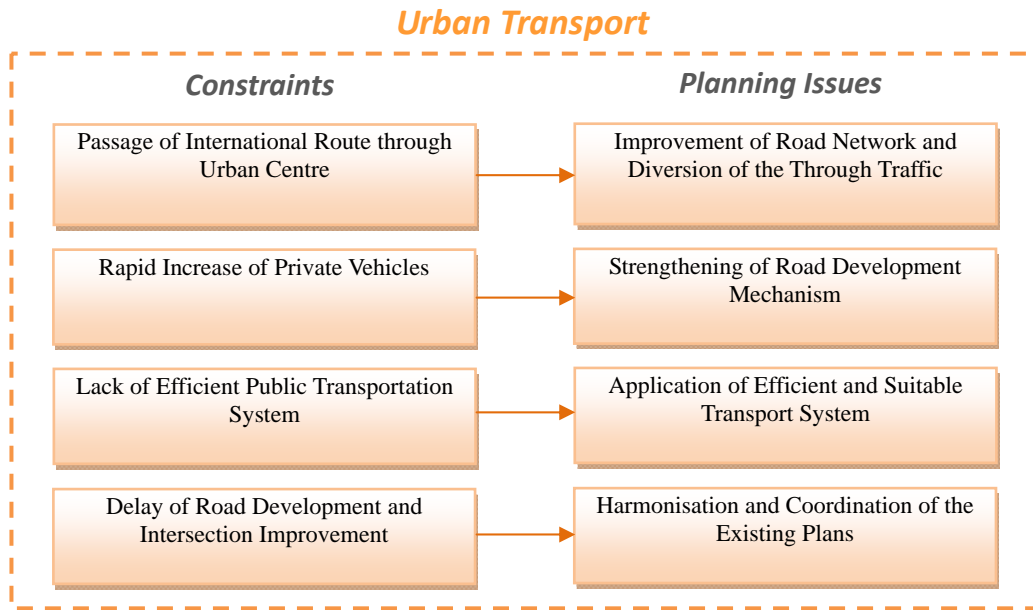 Urban Transport
Constraints
Planning Issues
Passage of International Route through
Urban Centre
Improvement of Road Network and
Diversion of the Through Traffic
Rapid Increase of Private Vehicles
Strengthening of Road Development
Mechanism
Lack of Efficient Public Transportation
System
Application of Efficient and Suitable
Transport System
Delay of Road Development and
Intersection Improvement
Harmonisation and Coordination of the
Existing Plans